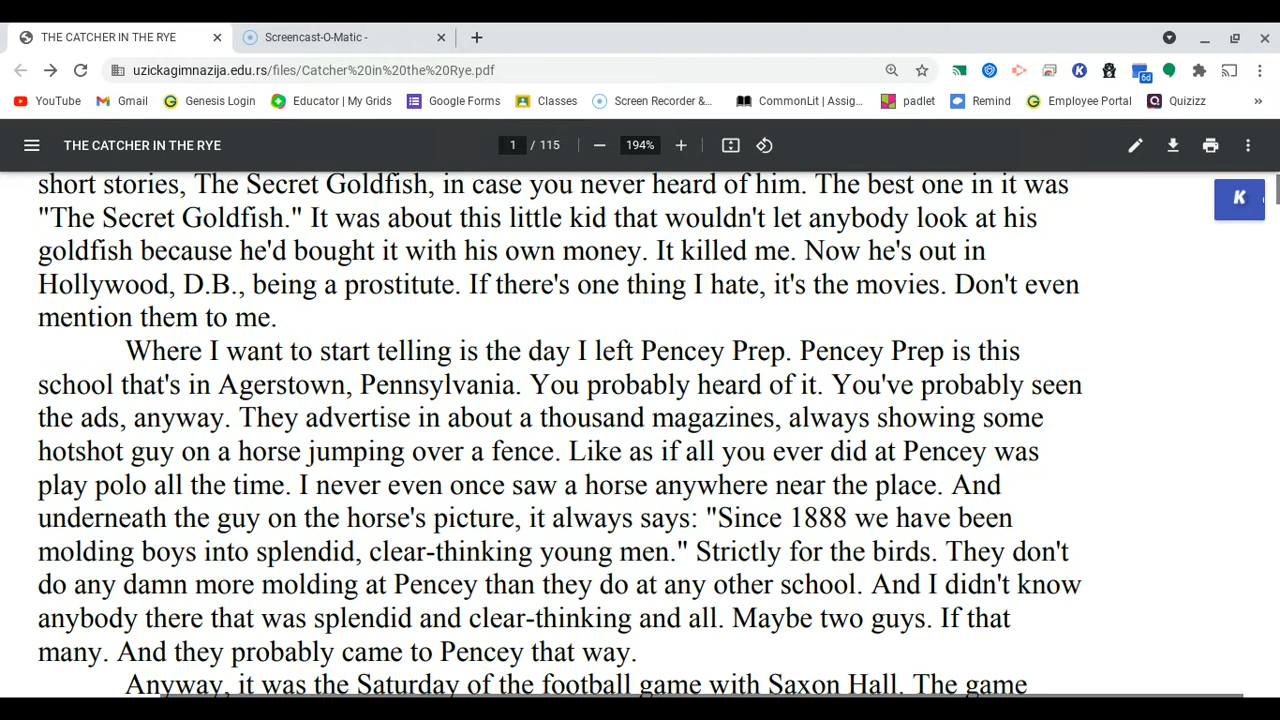 THE CATCHER IN THE RYE
Screencast-O-Matic -
uzickagimnazija.edu.rs/files/Catcher%20in%20the%20Rye.pdf
K
6d
YouTube Gmail Genesis Login Educator | My Grids Google Forms Classes Screen Recorder &... CommonLit | Assig... padlet Remind Employee Portal Quizizz »
THE CATCHER IN THE RYE 1 / 115 194%
short stories, The Secret Goldfish, in case you never heard of him. The best one in it was
"The Secret Goldfish." It was about this little kid that wouldn't let anybody look at his
goldfish because he'd bought it with his own money. It killed me. Now he's out in
Hollywood, D.B., being a prostitute. If there's one thing I hate, it's the movies. Don't even
mention them to me.
Where I want to start telling is the day I left Pencey Prep. Pencey Prep is this
school that's in Agerstown, Pennsylvania. You probably heard of it. You've probably seen
the ads, anyway. They advertise in about a thousand magazines, always showing some
hotshot guy on a horse jumping over a fence. Like as if all you ever did at Pencey was
play polo all the time. I never even once saw a horse anywhere near the place. And
underneath the guy on the horse's picture, it always says: "Since 1888 we have been
molding boys into splendid, clear-thinking young men." Strictly for the birds. They don't
do any damn more molding at Pencey than they do at any other school. And I didn't know
anybody there that was splendid and clear-thinking and all. Maybe two guys. If that
many. And they probably came to Pencey that way.
Anyway, it was the Saturday of the football game with Saxon Hall. The game
K